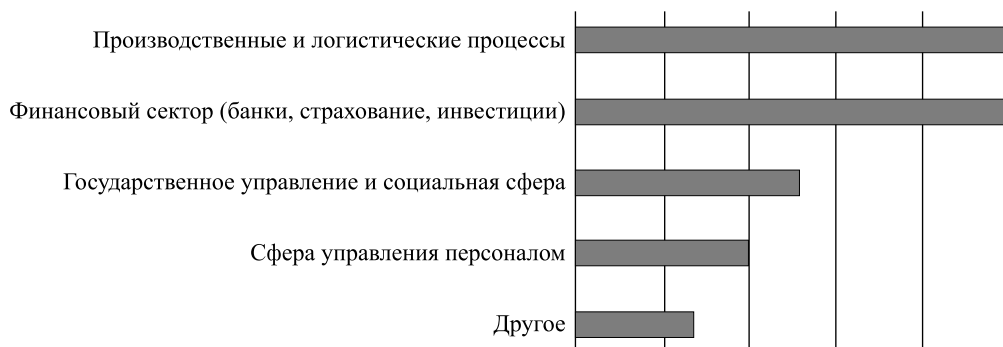 Производственные и логистические процессы
Финансовый сектор (банки, страхование, инвестиции)
Государственное управление и социальная сфера
Сфера управления персоналом
Другое